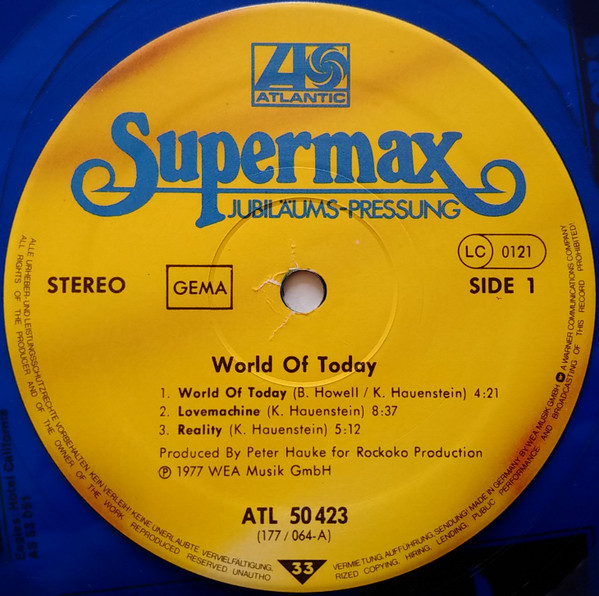 ATLANTIC
Supermax
JUBILÄUMS-PRESSUNG
STEREO
GEMA
LC 0121
SIDE 1
World Of Today
1. World Of Today (B. Howell / K. Hauenstein) 4:21
2. Lovemachine (K. Hauenstein) 8:37
3. Reality (K. Hauenstein) 5:12
Produced By Peter Hauke for Rockoko Production
Ⓟ 1977 WEA Musik GmbH
ATL 50 423
(177 / 064-A)
33
ALLE URHEBER- UND LEISTUNGSSCHUTZRECHTE VORBEHALTEN. KEIN VERLEIH! KEINE UNERLAUBTE VERVIELFÄLTIGUNG, VERMIETUNG, AUFFÜHRUNG, SENDUNG! MADE IN GERMANY BY WEA MUSIK GMBH · A WARNER COMMUNICATIONS COMPANY
ALL RIGHTS OF THE PRODUCER AND OF THE OWNER OF THE WORK REPRODUCED RESERVED. UNAUTHORIZED COPYING, HIRING, LENDING, PUBLIC PERFORMANCE AND BROADCASTING OF THIS RECORD PROHIBITED!
Eagles Hotel California